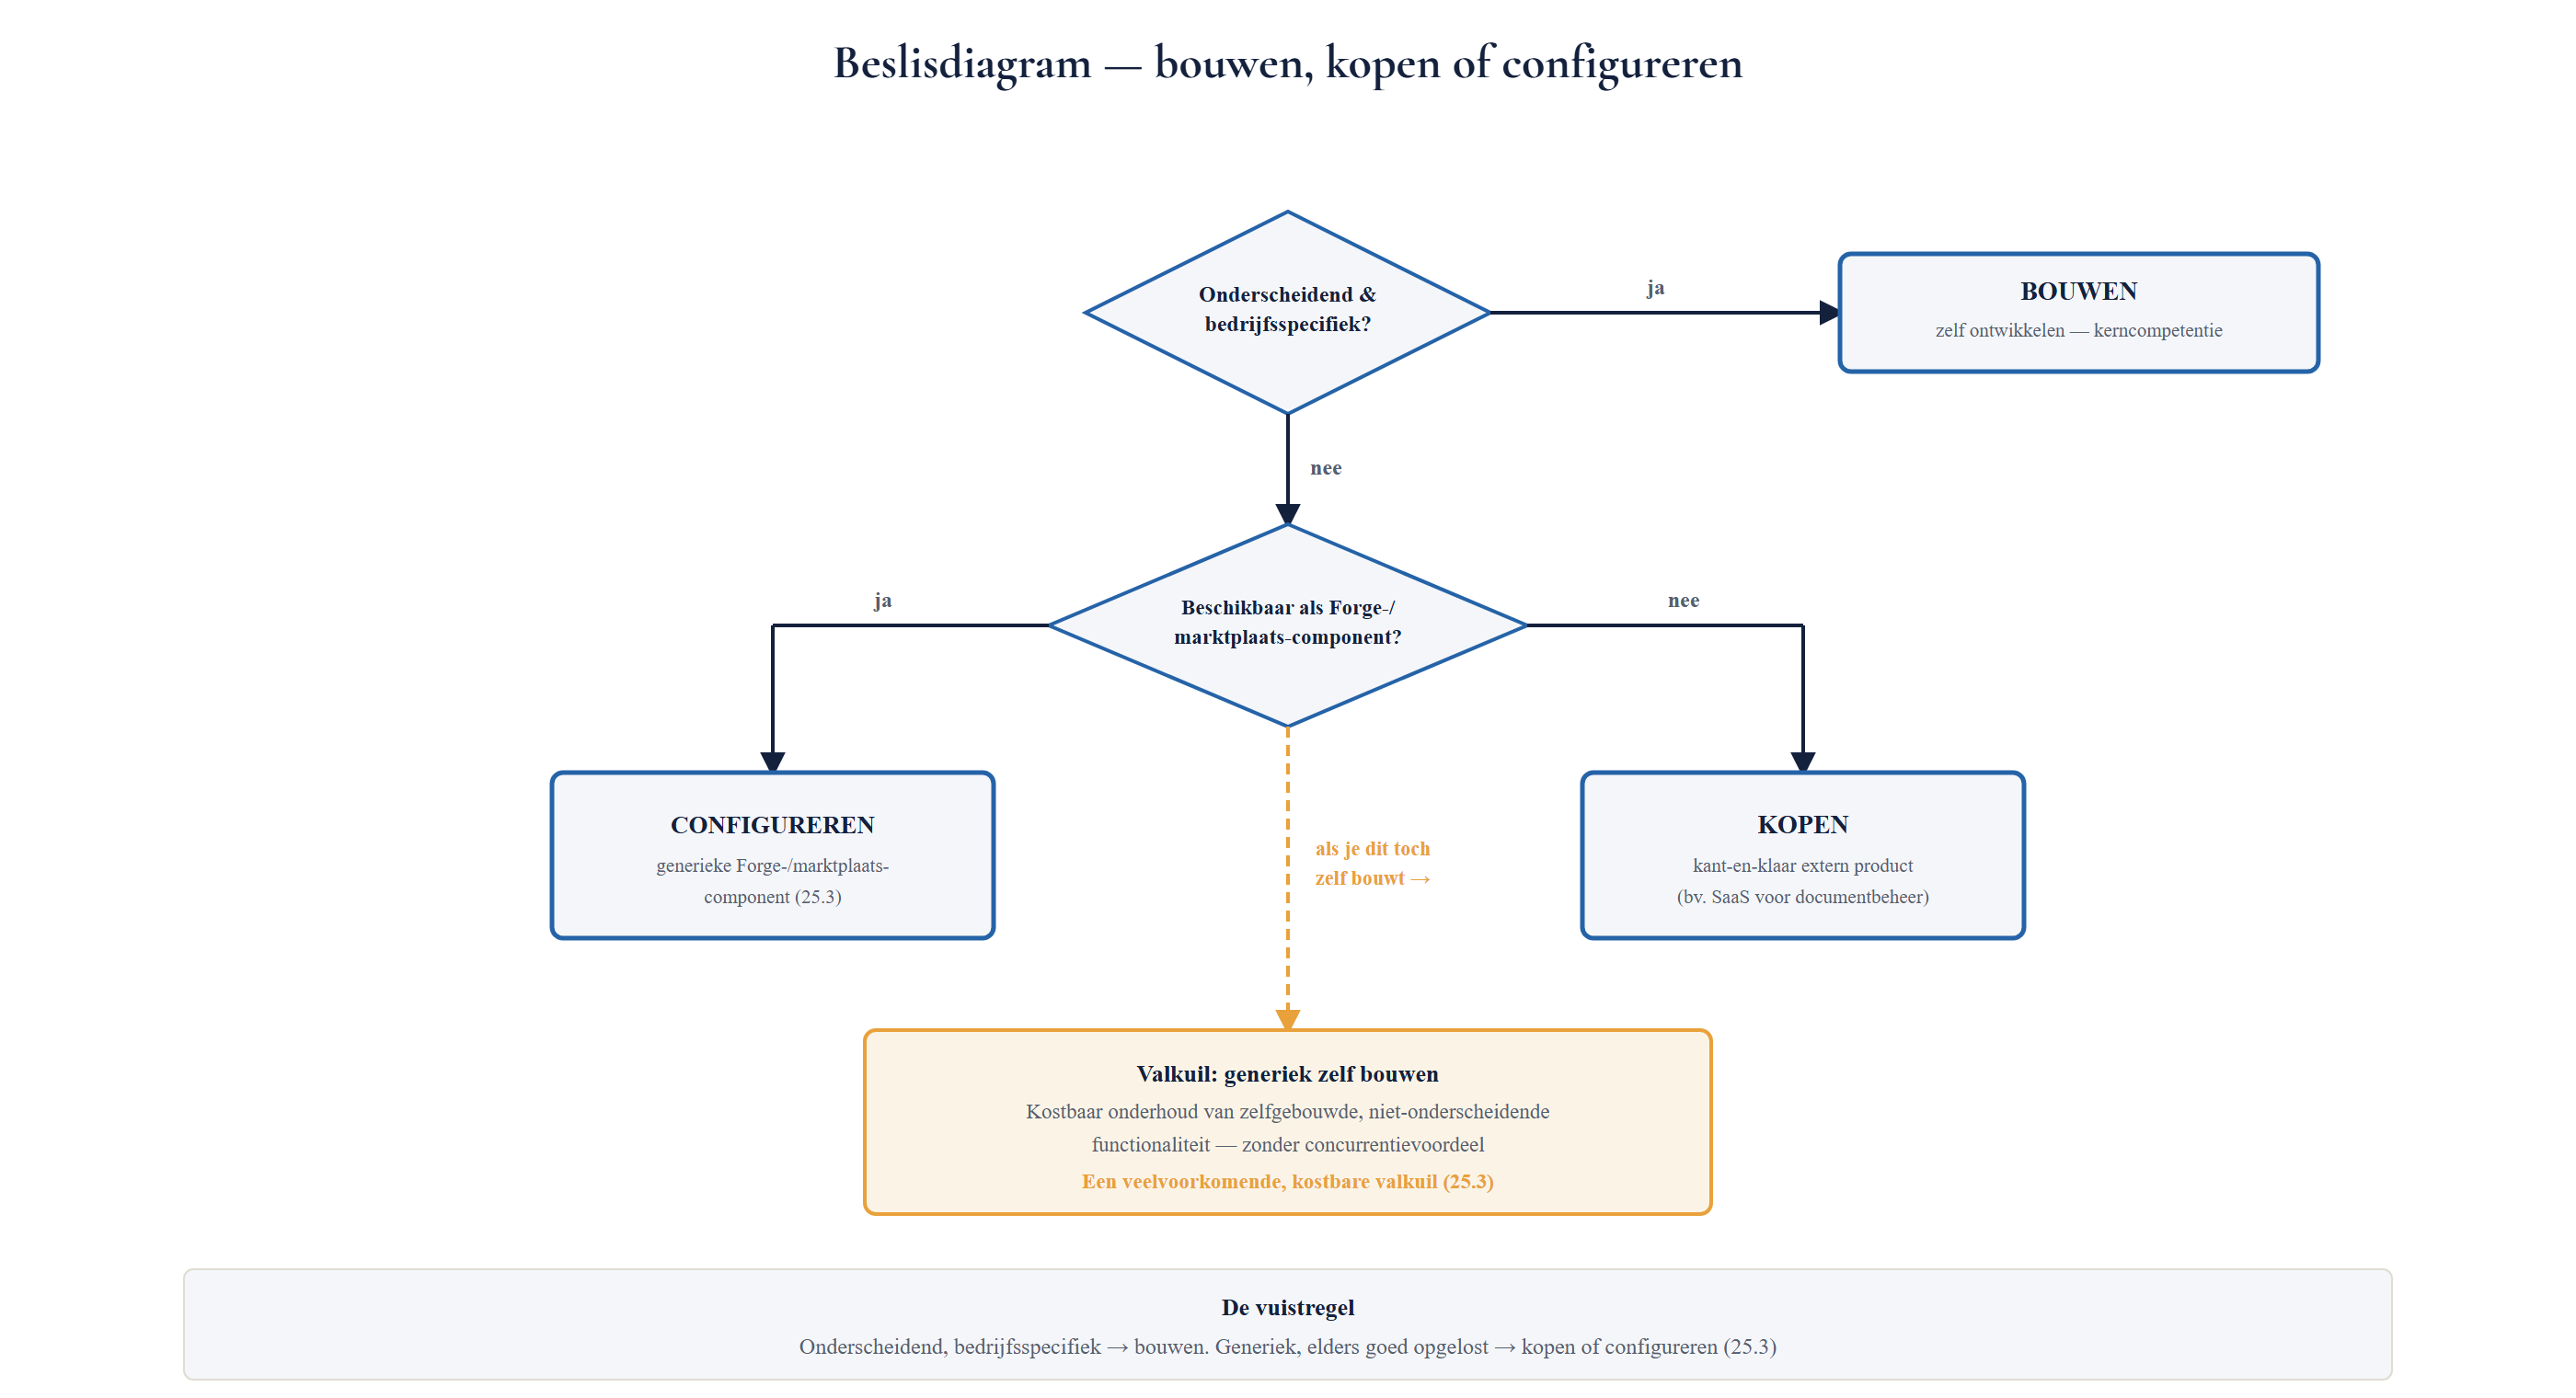 Beslisdiagram — bouwen, kopen of configureren
Onderscheidend &
bedrijfsspecifiek?
ja
BOUWEN
zelf ontwikkelen — kerncompetentie
nee
Beschikbaar als Forge-/
marktplaats-component?
ja
nee
CONFIGUREREN
generieke Forge-/marktplaats-
component (25.3)
als je dit toch
zelf bouwt →
KOPEN
kant-en-klaar extern product
(bv. SaaS voor documentbeheer)
Valkuil: generiek zelf bouwen
Kostbaar onderhoud van zelfgebouwde, niet-onderscheidende
functionaliteit — zonder concurrentievoordeel
Een veelvoorkomende, kostbare valkuil (25.3)
De vuistregel
Onderscheidend, bedrijfsspecifiek → bouwen. Generiek, elders goed opgelost → kopen of configureren (25.3)